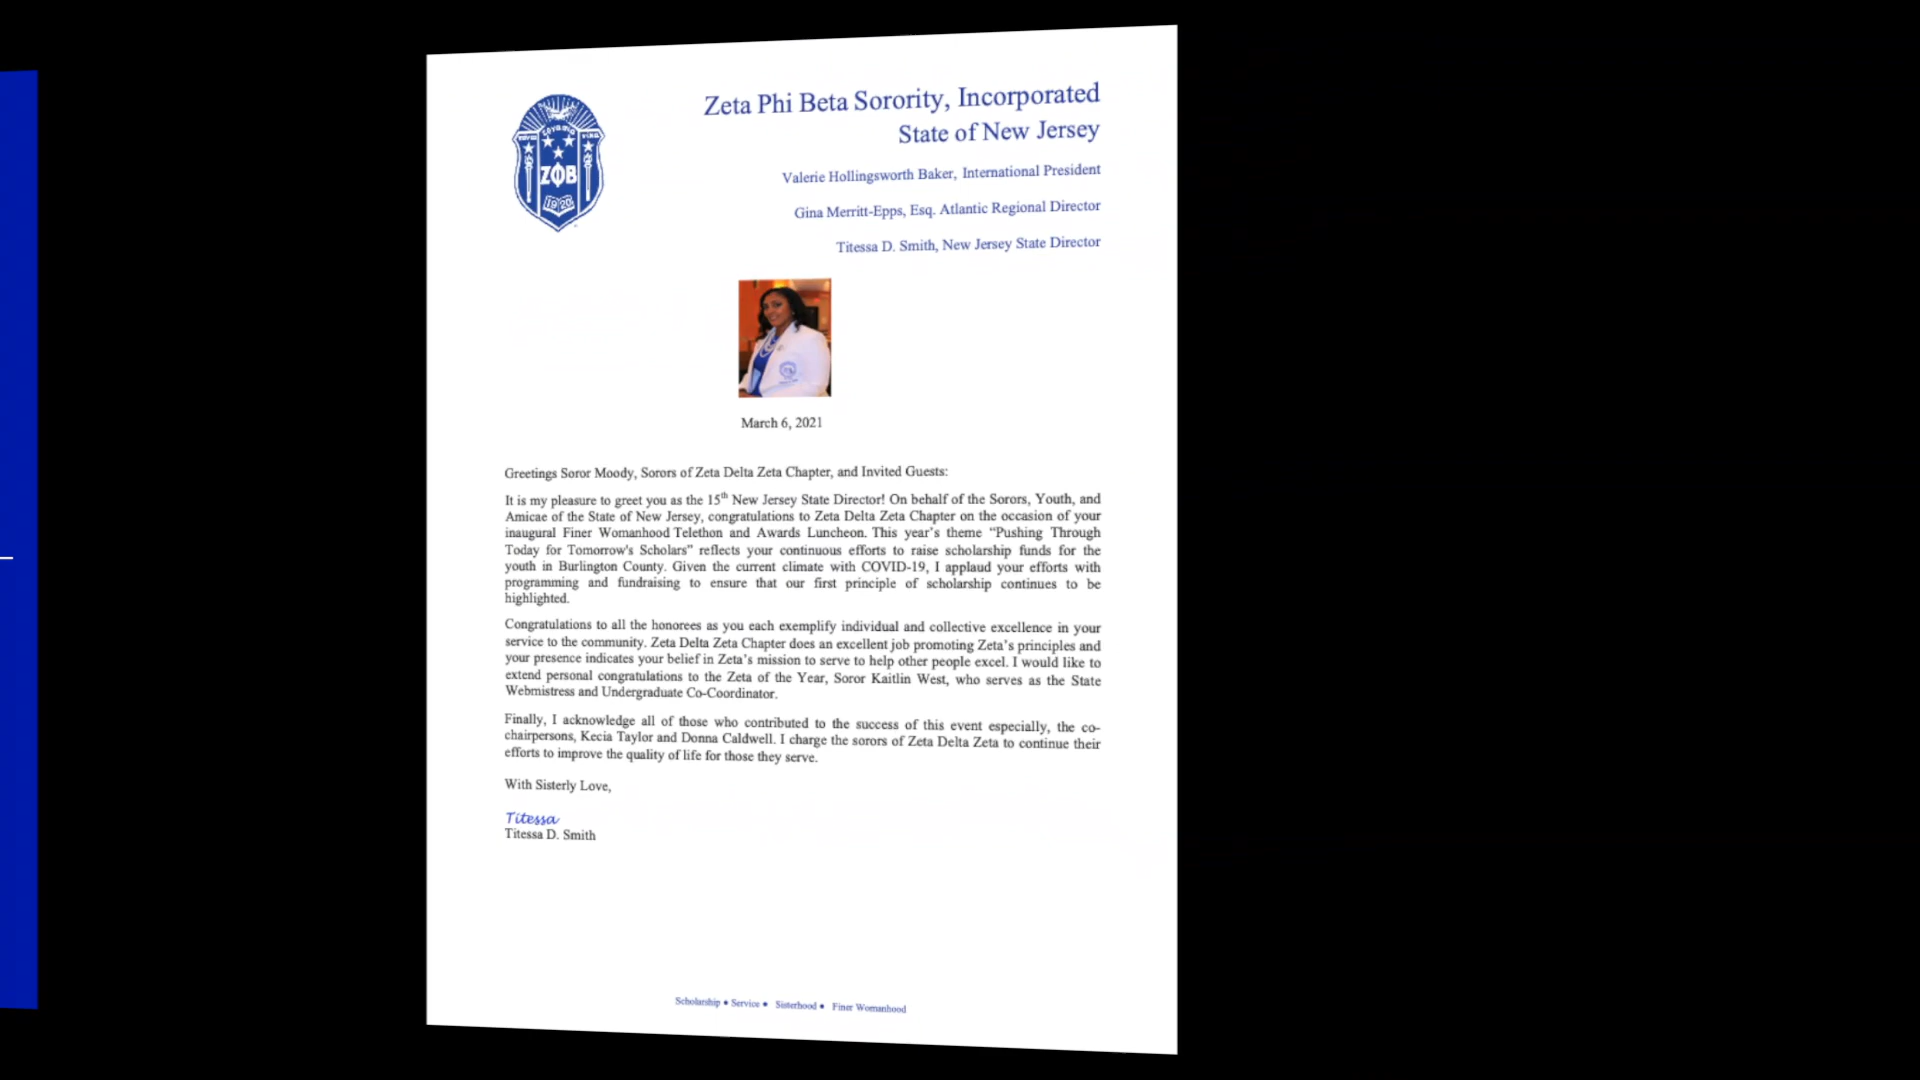 Zeta Phi Beta Sorority, Incorporated
State of New Jersey
Valerie Hollingsworth Baker, International President
Gina Merritt-Epps, Esq. Atlantic Regional Director
Titessa D. Smith, New Jersey State Director
ΖΦΒ
1920
March 6, 2021
Greetings Soror Moody, Sorors of Zeta Delta Zeta Chapter, and Invited Guests:
It is my pleasure to greet you as the 15th New Jersey State Director! On behalf of the Sorors, Youth, and
Amicae of the State of New Jersey, congratulations to Zeta Delta Zeta Chapter on the occasion of your
inaugural Finer Womanhood Telethon and Awards Luncheon. This year's theme "Pushing Through
Today for Tomorrow's Scholars" reflects your continuous efforts to raise scholarship funds for the
youth in Burlington County. Given the current climate with COVID-19, I applaud your efforts with
programming and fundraising to ensure that our first principle of scholarship continues to be
highlighted.
Congratulations to all the honorees as you each exemplify individual and collective excellence in your
service to the community. Zeta Delta Zeta Chapter does an excellent job promoting Zeta's principles and
your presence indicates your belief in Zeta's mission to serve to help other people excel. I would like to
extend personal congratulations to the Zeta of the Year, Soror Kaitlin West, who serves as the State
Webmistress and Undergraduate Co-Coordinator.
Finally, I acknowledge all of those who contributed to the success of this event especially, the co-
chairpersons, Kecia Taylor and Donna Caldwell. I charge the sorors of Zeta Delta Zeta to continue their
efforts to improve the quality of life for those they serve.
With Sisterly Love,
Titessa
Titessa D. Smith
Scholarship • Service • Sisterhood • Finer Womanhood